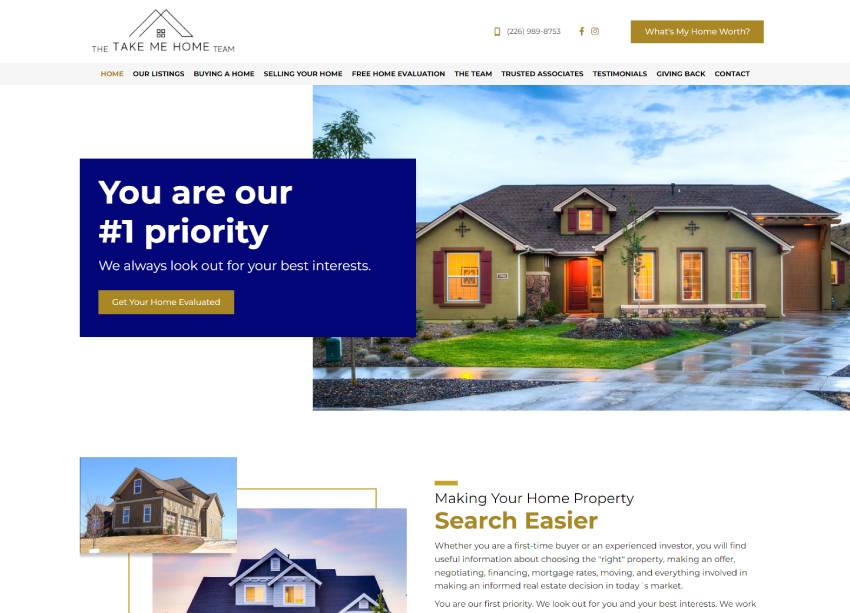 THE TAKE ME HOME TEAM
(226) 989-8753
What's My Home Worth?
HOME OUR LISTINGS BUYING A HOME SELLING YOUR HOME FREE HOME EVALUATION THE TEAM TRUSTED ASSOCIATES TESTIMONIALS GIVING BACK CONTACT
You are our
#1 priority
We always look out for your best interests.
Get Your Home Evaluated
Making Your Home Property
Search Easier
Whether you are a first-time buyer or an experienced investor, you will find
useful information about choosing the "right" property, making an offer,
negotiating, financing, mortgage rates, moving, and everything involved in
making an informed real estate decision in today´s market.
You are our first priority. We look out for you and your best interests. We work